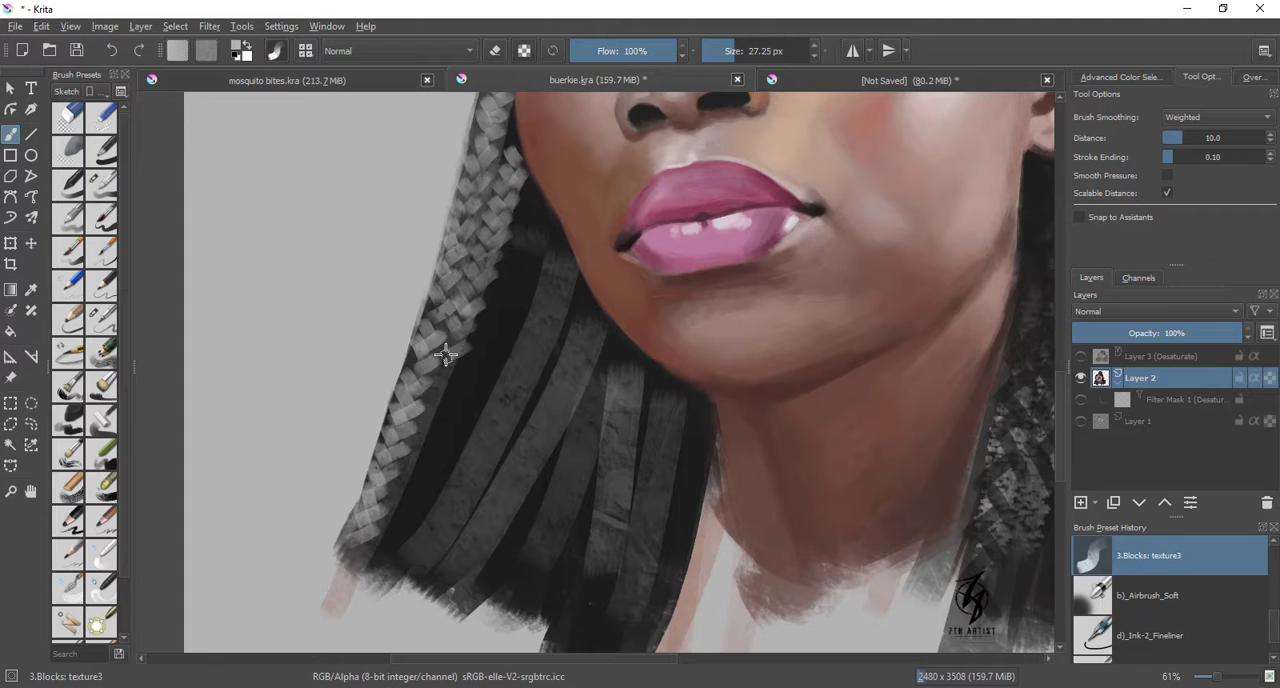 * - Krita
File Edit View Image Layer Select Filter Tools Settings Window Help
Normal Flow: 100% Size: 27.25 px
Brush Presets
mosquito bites.kra (213.7 MB)
buerkie.kra (159.7 MB) *
[Not Saved] (80.2 MB) *
Advanced Color Sele... Tool Opt... Over...
Sketch
Tool Options
Brush Smoothing: Weighted
Distance: 10.0
Stroke Ending: 0.10
Smooth Pressure:
Scalable Distance:
Snap to Assistants
Layers Channels
Layers
Normal
Opacity: 100%
Layer 3 (Desaturate)
Layer 2
Filter Mask 1 (Desatur...
Layer 1
Brush Preset History
3.Blocks: texture3
b)_Airbrush_Soft
d)_Ink-2_Fineliner
ZEN ARTIST
Search
3.Blocks: texture3
RGB/Alpha (8-bit integer/channel) sRGB-elle-V2-srgbtrc.icc
2480 x 3508 (159.7 MiB)
61%